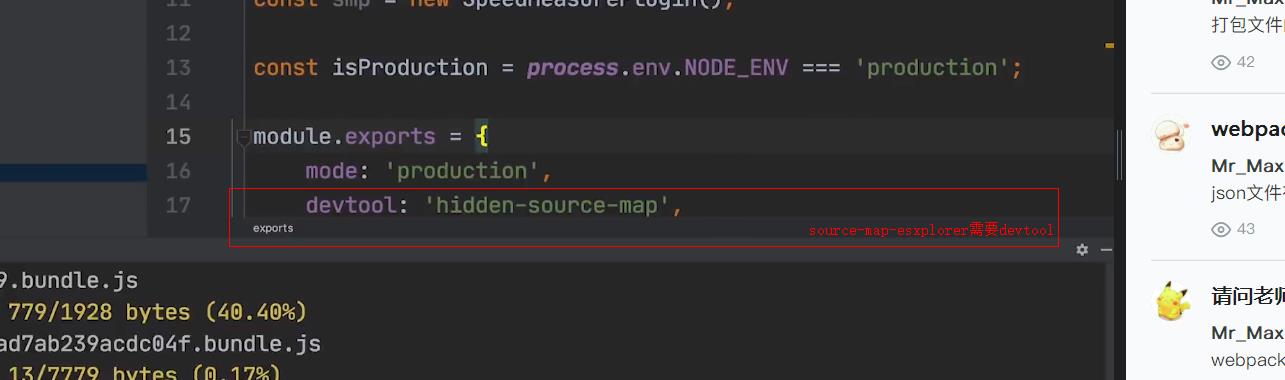 11 const smp = new SpeedMeasurePlugin();
12
13 const isProduction = process.env.NODE_ENV === 'production';
14
15 module.exports = {
16 mode: 'production',
17 devtool: 'hidden-source-map',
exports
source-map-esxplorer需要devtool
9.bundle.js
779/1928 bytes (40.40%)
ad7ab239acdc04f.bundle.js
13/7779 bytes (0.17%)
Mr_Max
打包文件
42
webpac
Mr_Max
json文件
43
请问老师
Mr_Max
webpack